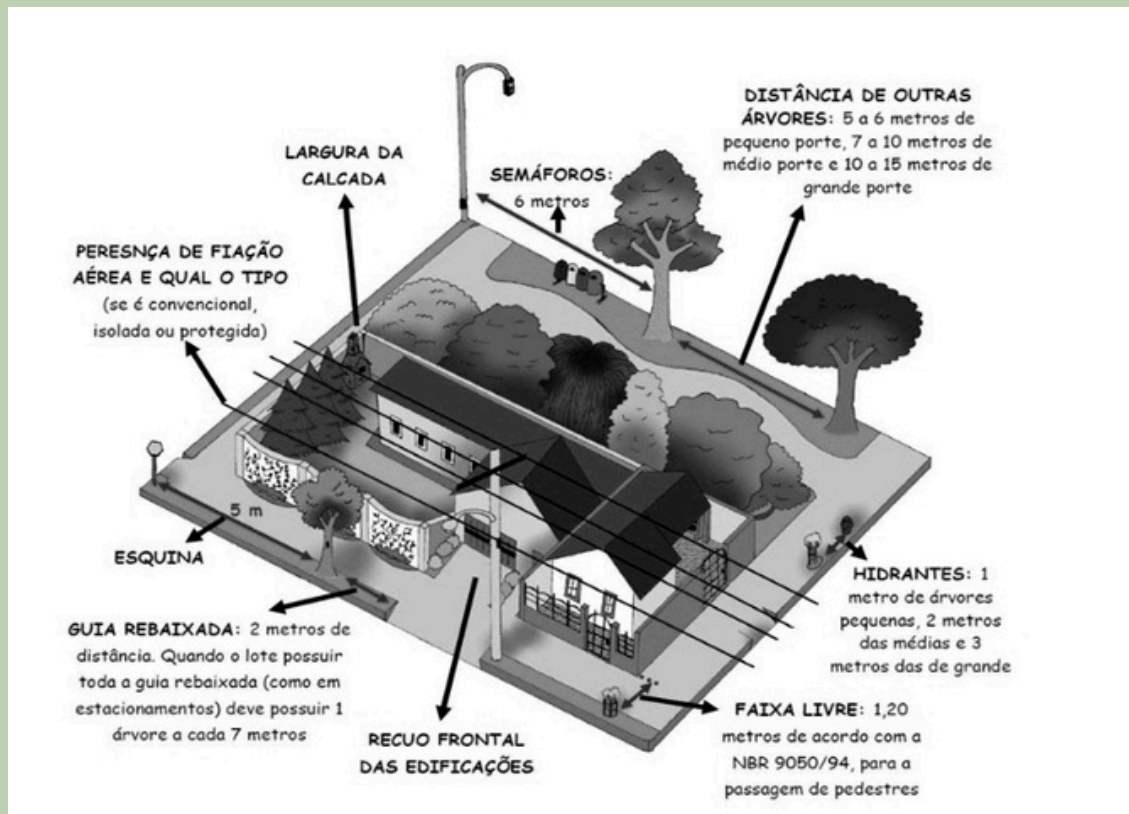 DISTÂNCIA DE OUTRAS
ÁRVORES: 5 a 6 metros de
pequeno porte, 7 a 10 metros de
médio porte e 10 a 15 metros de
grande porte
LARGURA DA
CALCADA
SEMÁFOROS:
6 metros
PERESNÇA DE FIAÇÃO
AÉREA E QUAL O TIPO
(se é convencional,
isolada ou protegida)
5 m
ESQUINA
GUIA REBAIXADA: 2 metros de
distância. Quando o lote possuir
toda a guia rebaixada (como em
estacionamentos) deve possuir 1
árvore a cada 7 metros
RECUO FRONTAL
DAS EDIFICAÇÕES
HIDRANTES: 1
metro de árvores
pequenas, 2 metros
das médias e 3
metros das de grande
FAIXA LIVRE: 1,20
metros de acordo com a
NBR 9050/94, para a
passagem de pedestres